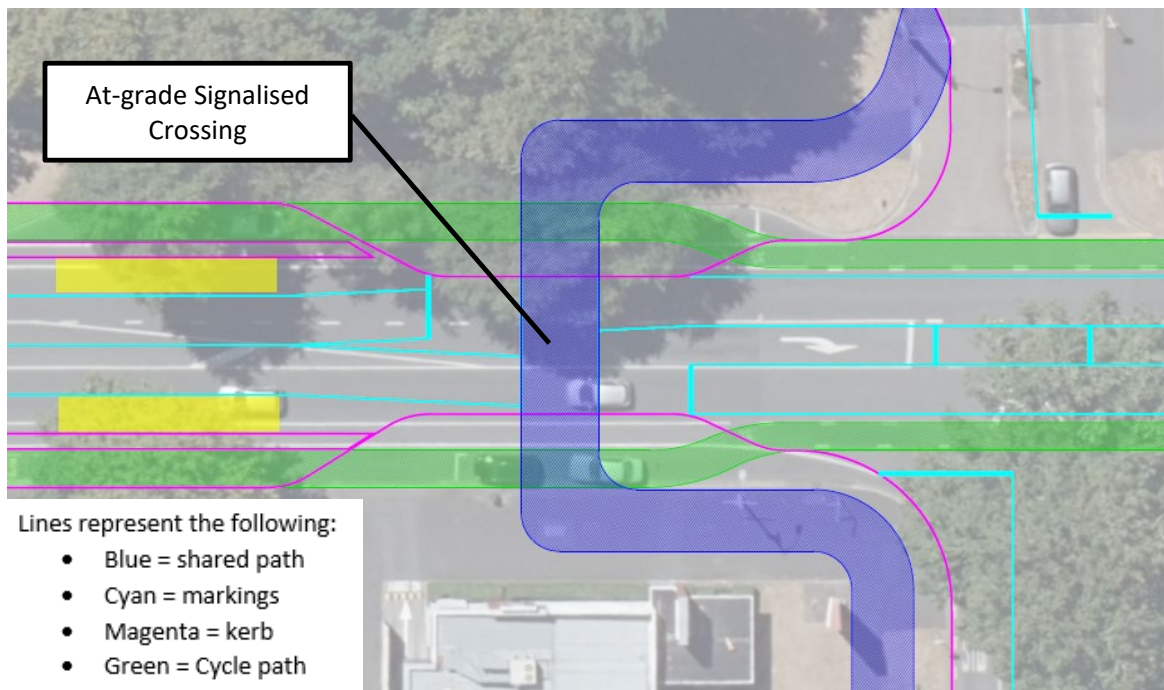 At-grade Signalised
Crossing
Lines represent the following:
• Blue = shared path
• Cyan = markings
• Magenta = kerb
• Green = Cycle path